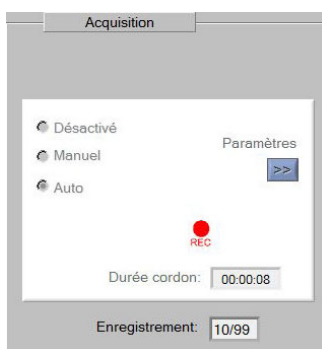 Acquisition
Désactivé
Manuel
Auto
Paramètres
>>
REC
Durée cordon: 00:00:08
Enregistrement: 10/99